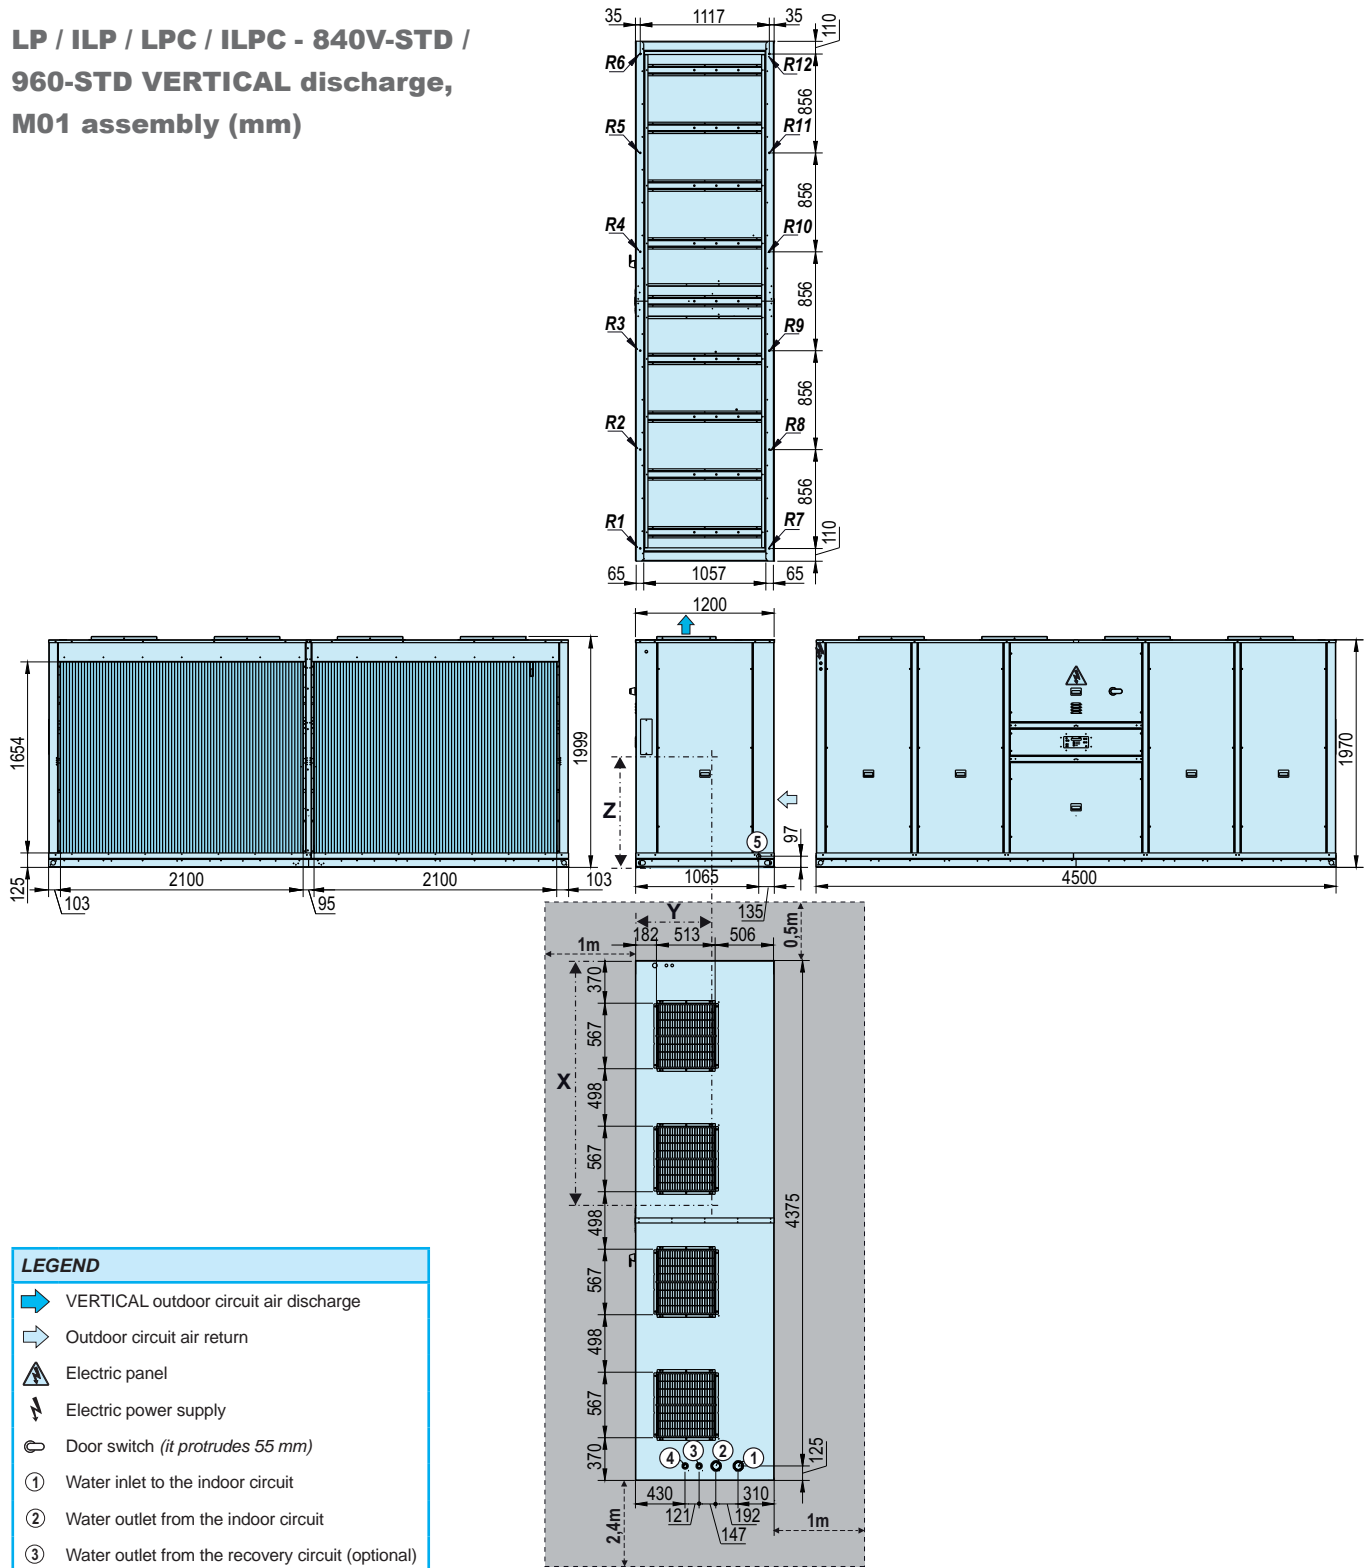 LP / ILP / LPC / ILPC - 840V-STD /
960-STD VERTICAL discharge,
M01 assembly (mm)
35 1117 35
110
R6 R12
856
R5 R11
856
R4 R10
856
R3 R9
856
R2 R8
856
R1 R7
110
65 1057 65
1200
1654
1999
Z
1970
97
5
125
103
2100
95
2100
103
1065
135
4500
Y
182 513 506
1m
0,5m
370
567
X
498
567
498
4375
567
498
567
370
4 3 2 1
125
430 310
121 192
147
2,4m
1m
LEGEND
VERTICAL outdoor circuit air discharge
Outdoor circuit air return
Electric panel
Electric power supply
Door switch (it protrudes 55 mm)
1 Water inlet to the indoor circuit
2 Water outlet from the indoor circuit
3 Water outlet from the recovery circuit (optional)